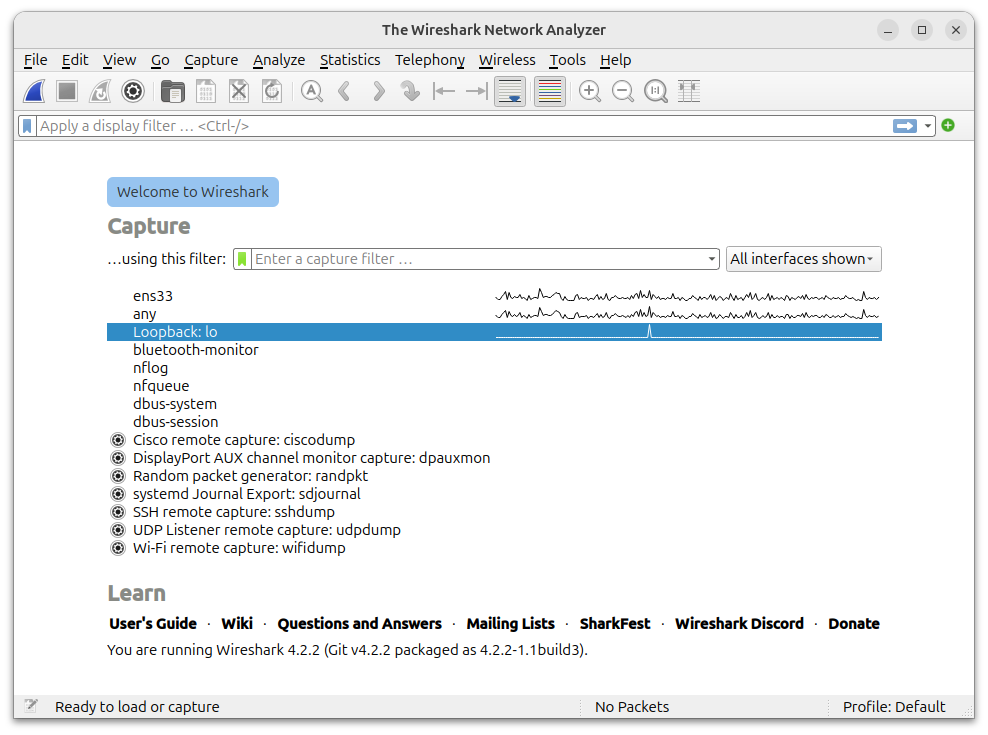 The Wireshark Network Analyzer
File Edit View Go Capture Analyze Statistics Telephony Wireless Tools Help
Apply a display filter … <Ctrl-/>
Welcome to Wireshark
Capture
…using this filter: Enter a capture filter … All interfaces shown
ens33
any
Loopback: lo
bluetooth-monitor
nflog
nfqueue
dbus-system
dbus-session
Cisco remote capture: ciscodump
DisplayPort AUX channel monitor capture: dpauxmon
Random packet generator: randpkt
systemd Journal Export: sdjournal
SSH remote capture: sshdump
UDP Listener remote capture: udpdump
Wi-Fi remote capture: wifidump
Learn
User's Guide · Wiki · Questions and Answers · Mailing Lists · SharkFest · Wireshark Discord · Donate
You are running Wireshark 4.2.2 (Git v4.2.2 packaged as 4.2.2-1.1build3).
Ready to load or capture No Packets Profile: Default